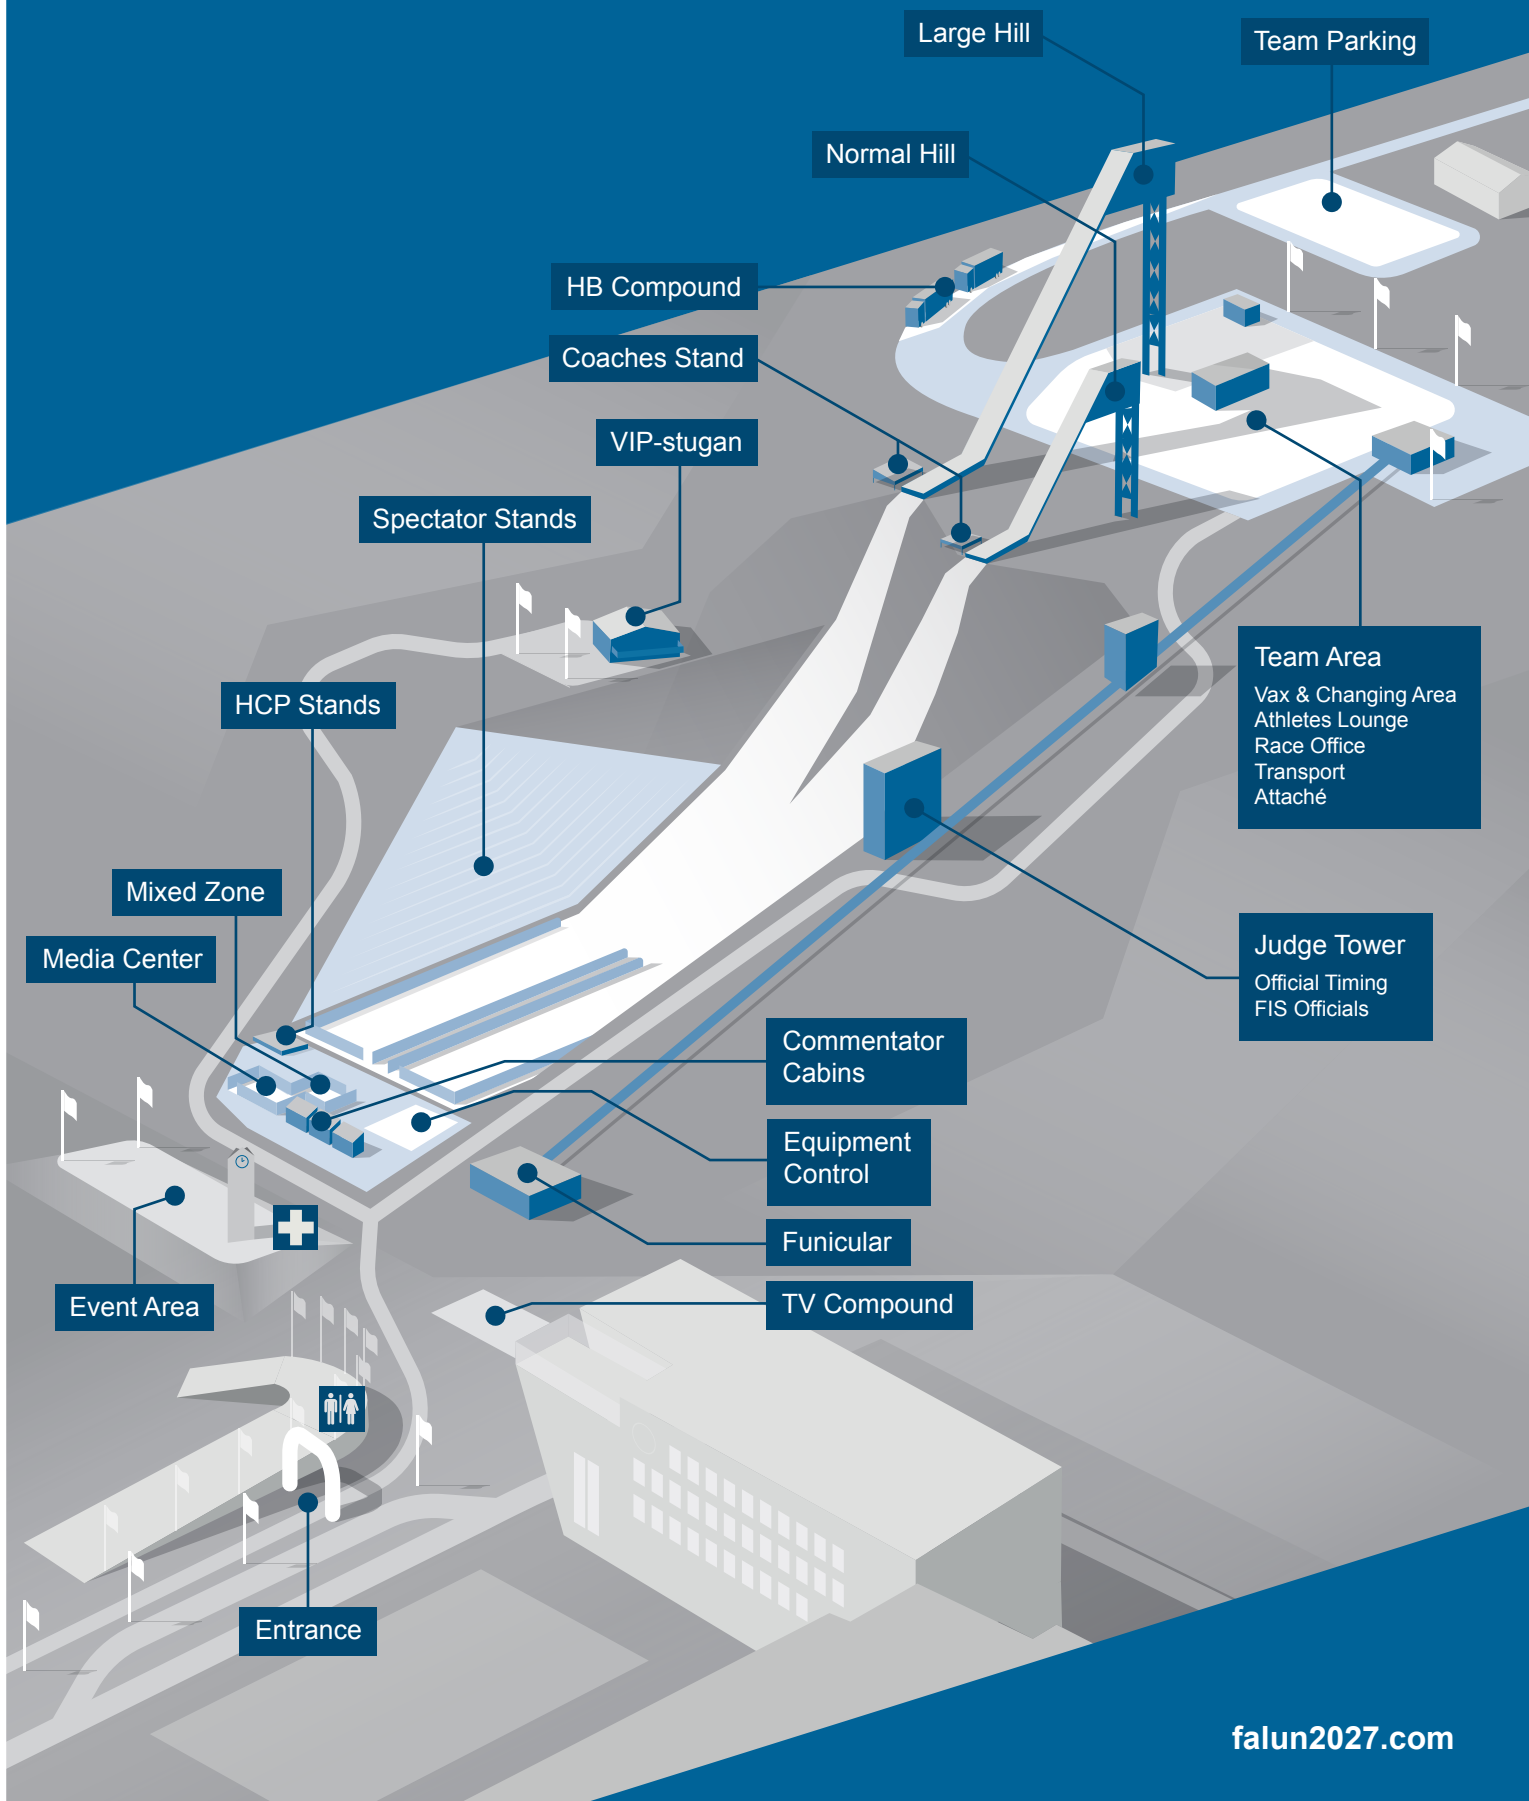 Large Hill
Team Parking
Normal Hill
HB Compound
Coaches Stand
VIP-stugan
Spectator Stands
HCP Stands
Team Area
Vax & Changing Area
Athletes Lounge
Race Office
Transport
Attaché
Mixed Zone
Media Center
Judge Tower
Official Timing
FIS Officials
Commentator
Cabins
Equipment
Control
Funicular
TV Compound
Event Area
Entrance
falun2027.com